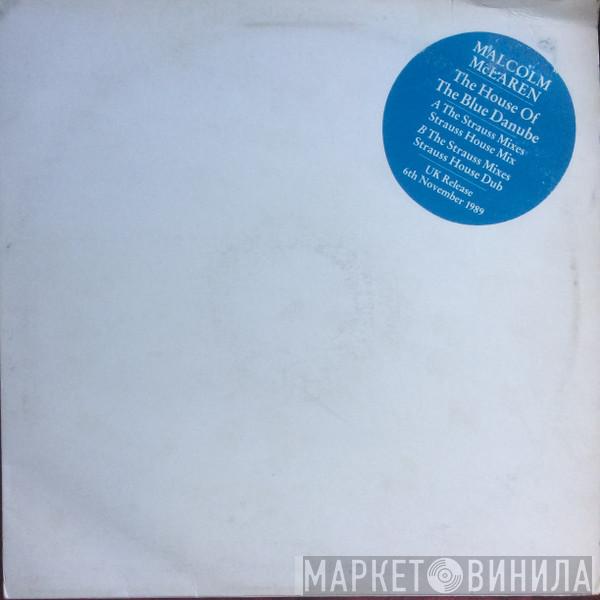 MALCOLM
McLAREN
The House Of
The Blue Danube
A The Strauss Mixes
Strauss House Mix
B The Strauss Mixes
Strauss House Dub
UK Release
6th November 1989
МАРКЕТ ВИНИЛА